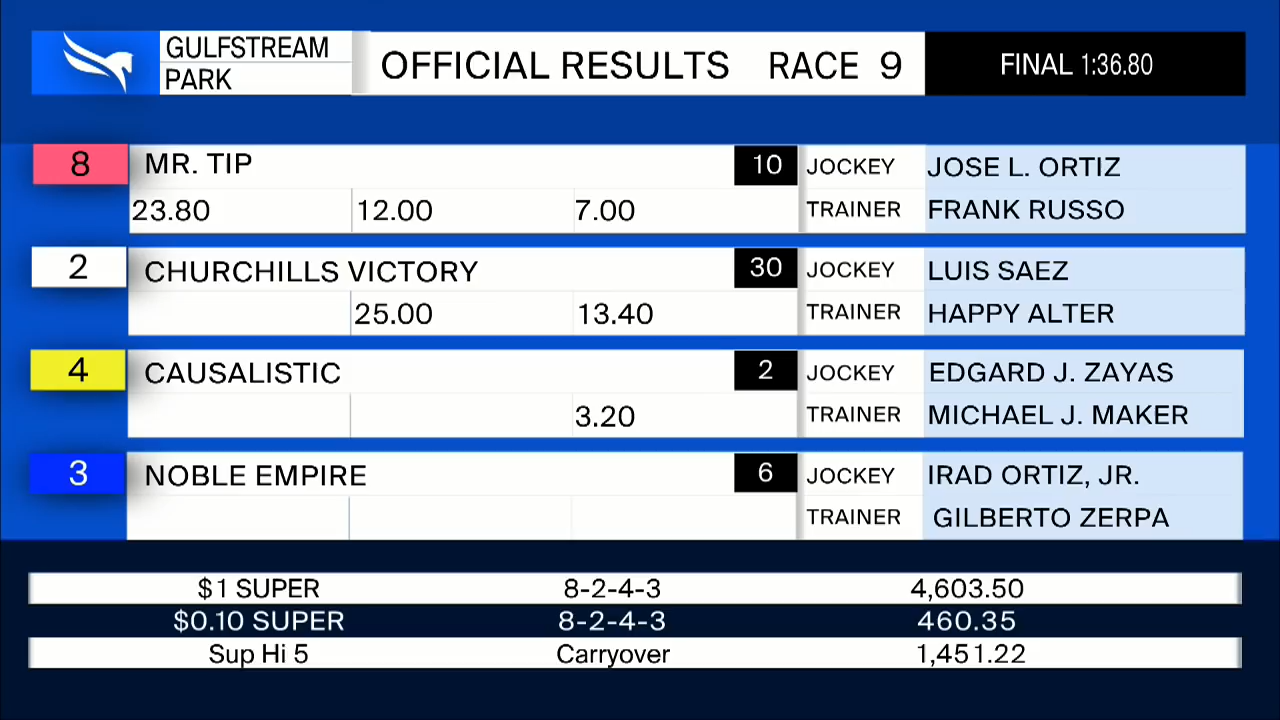 GULFSTREAM
PARK
OFFICIAL RESULTS RACE 9
FINAL 1:36.80
8 MR. TIP 10 JOCKEY JOSE L. ORTIZ
23.80 12.00 7.00 TRAINER FRANK RUSSO
2 CHURCHILLS VICTORY 30 JOCKEY LUIS SAEZ
25.00 13.40 TRAINER HAPPY ALTER
4 CAUSALISTIC 2 JOCKEY EDGARD J. ZAYAS
3.20 TRAINER MICHAEL J. MAKER
3 NOBLE EMPIRE 6 JOCKEY IRAD ORTIZ, JR.
TRAINER GILBERTO ZERPA
$1 SUPER 8-2-4-3 4,603.50
$0.10 SUPER 8-2-4-3 460.35
Sup Hi 5 Carryover 1,451.22